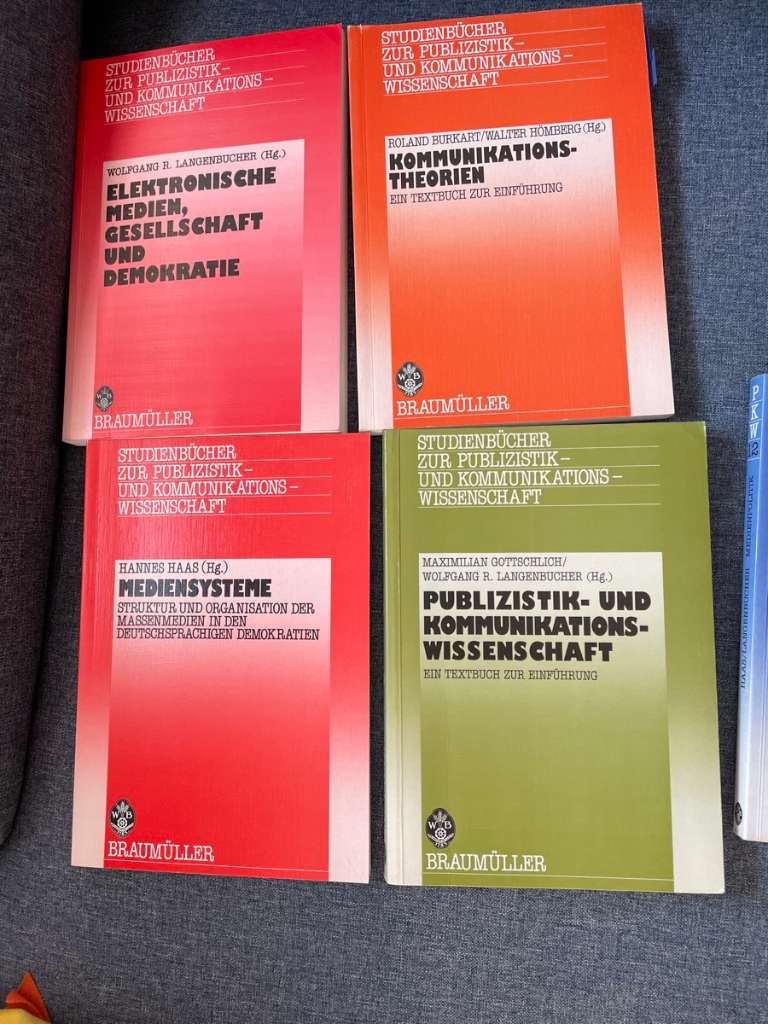 STUDIENBÜCHER
ZUR PUBLIZISTIK–
UND KOMMUNIKATIONS–
WISSENSCHAFT
WOLFGANG R. LANGENBUCHER (Hg.)
ELEKTRONISCHE
MEDIEN,
GESELLSCHAFT
UND
DEMOKRATIE
W B
BRAUMÜLLER
STUDIENBÜCHER
ZUR PUBLIZISTIK–
UND KOMMUNIKATIONS–
WISSENSCHAFT
ROLAND BURKART/WALTER HÖMBERG (Hg.)
KOMMUNIKATIONS-
THEORIEN
EIN TEXTBUCH ZUR EINFÜHRUNG
W B
BRAUMÜLLER
STUDIENBÜCHER
ZUR PUBLIZISTIK–
UND KOMMUNIKATIONS–
WISSENSCHAFT
HANNES HAAS (Hg.)
MEDIENSYSTEME
STRUKTUR UND ORGANISATION DER
MASSENMEDIEN IN DEN
DEUTSCHSPRACHIGEN DEMOKRATIEN
W B
BRAUMÜLLER
STUDIENBÜCHER
ZUR PUBLIZISTIK–
UND KOMMUNIKATIONS–
WISSENSCHAFT
MAXIMILIAN GOTTSCHLICH/
WOLFGANG R. LANGENBUCHER (Hg.)
PUBLIZISTIK- UND
KOMMUNIKATIONS-
WISSENSCHAFT
EIN TEXTBUCH ZUR EINFÜHRUNG
W B
BRAUMÜLLER
PKW
HAAS/LANGENBUCHER MEDIENPOLITIK